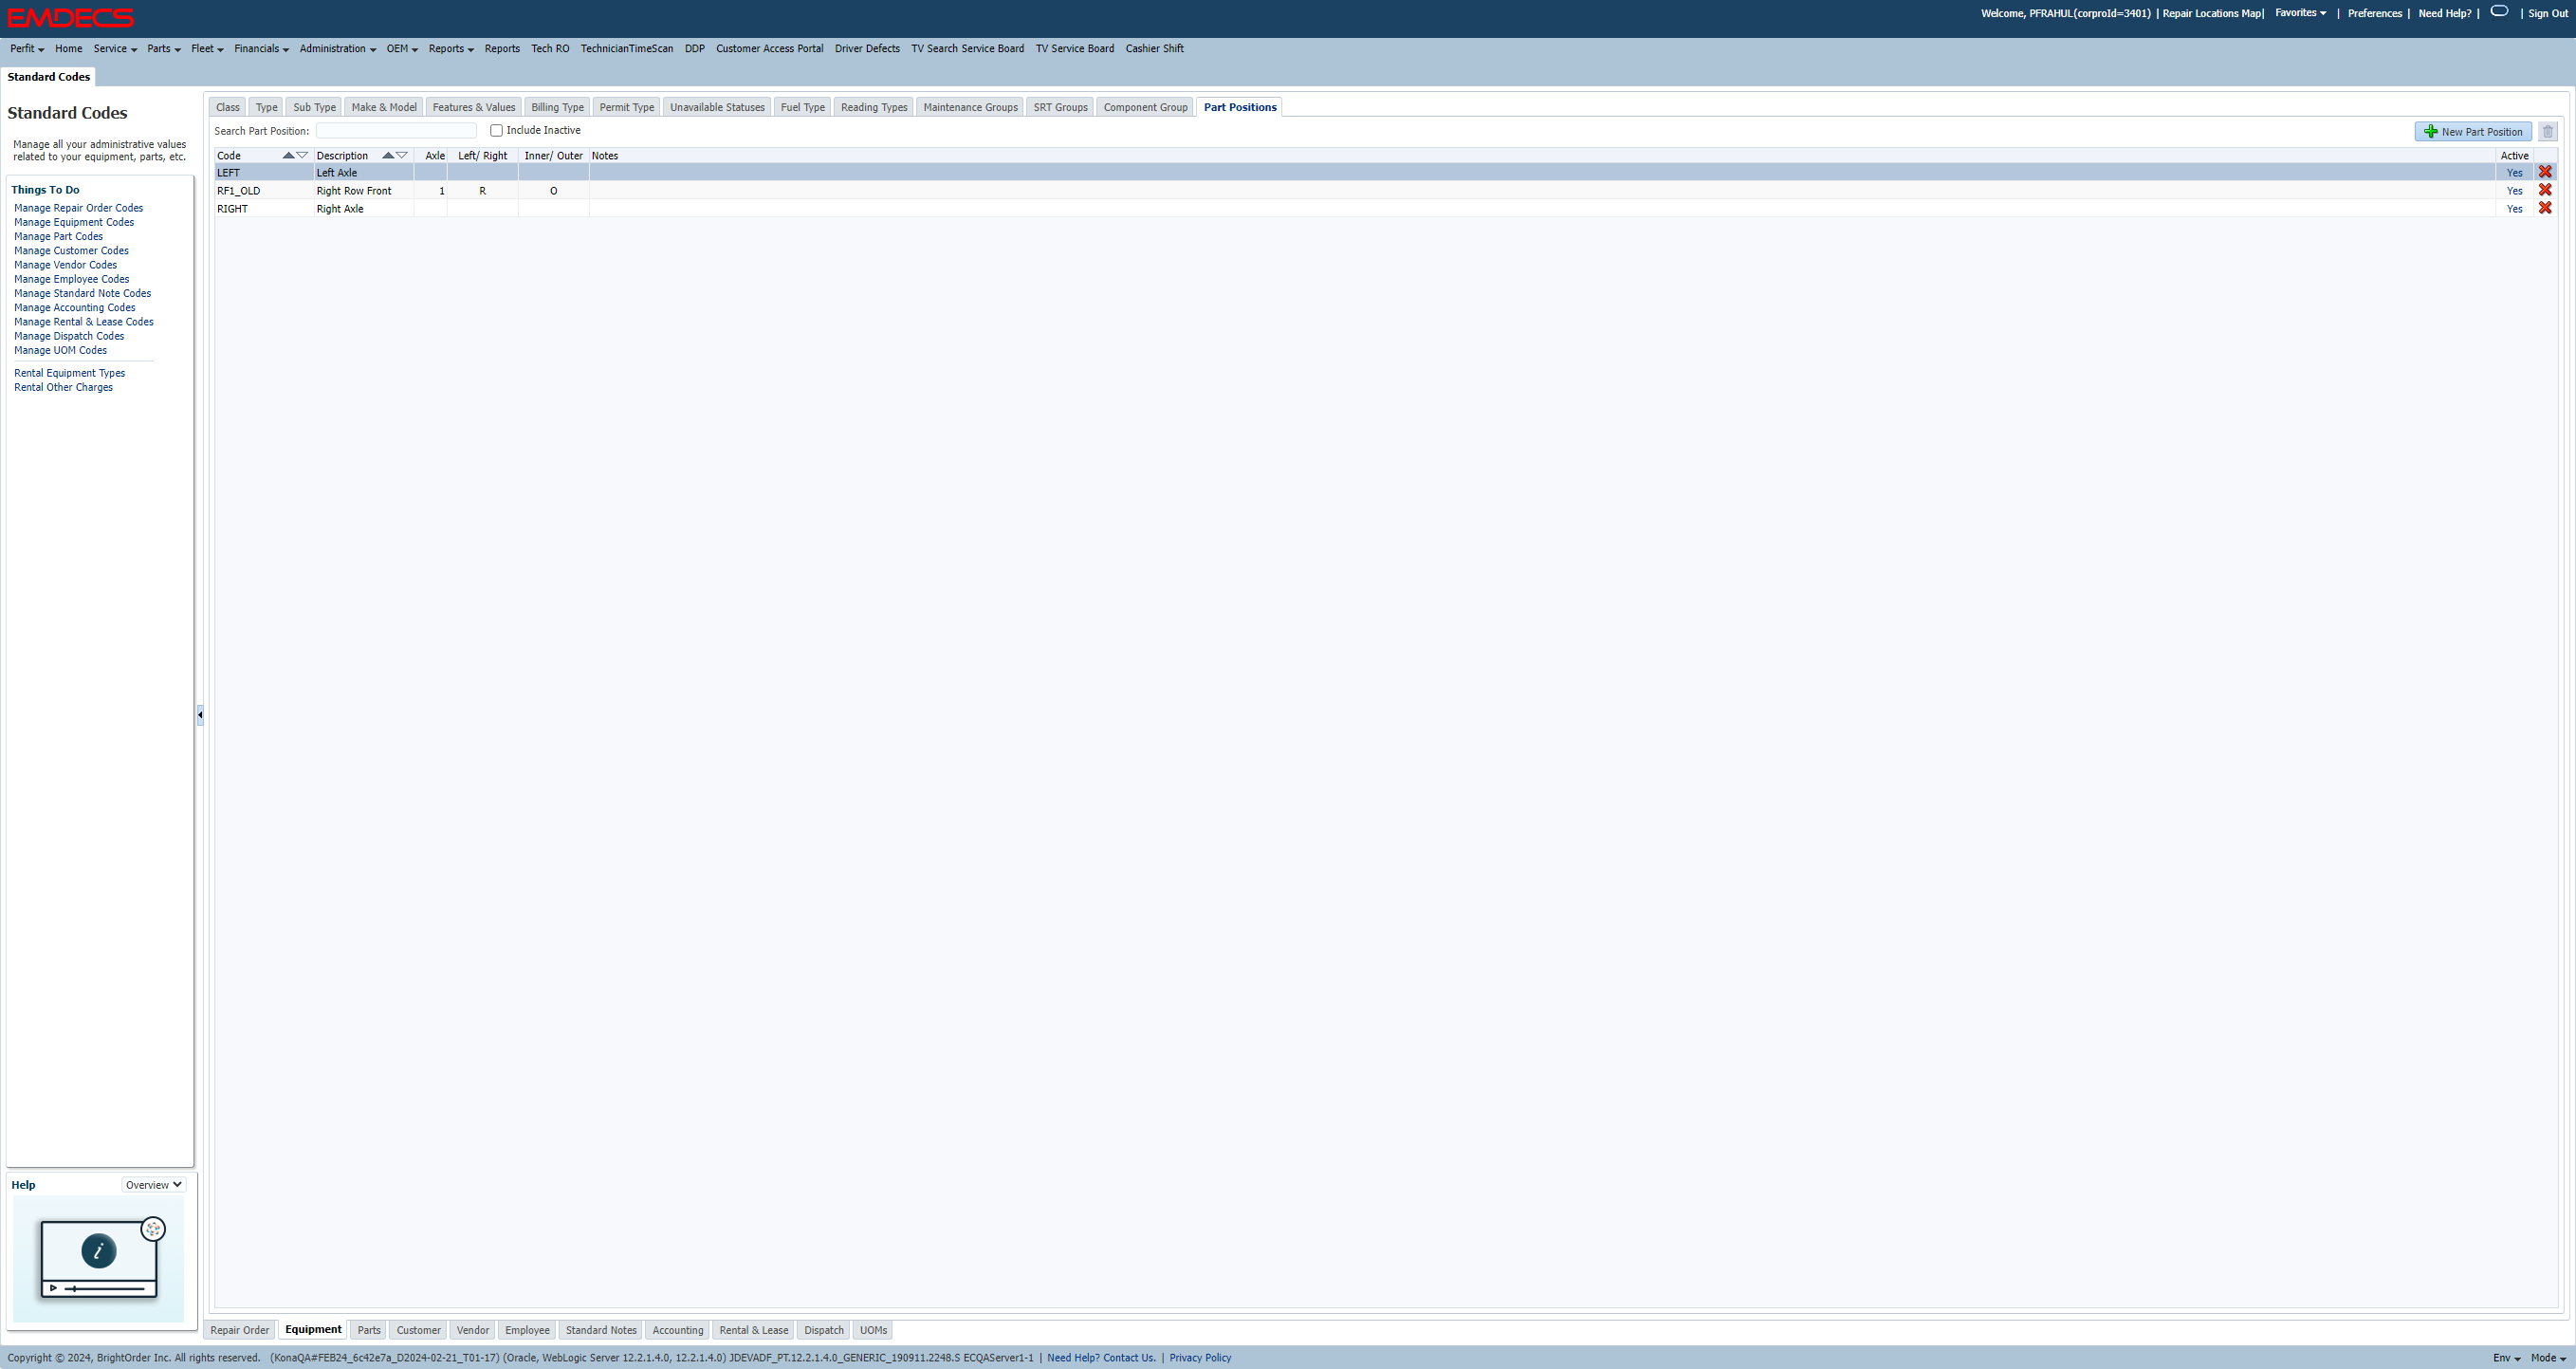 EMDECS
Welcome, PFRAHUL(corproId=3401) | Repair Locations Map| Favorites | Preferences | Need Help? | | Sign Out
Perfit Home Service Parts Fleet Financials Administration OEM Reports Reports Tech RO TechnicianTimeScan DDP Customer Access Portal Driver Defects TV Search Service Board TV Service Board Cashier Shift
Standard Codes
Standard Codes
Manage all your administrative values
related to your equipment, parts, etc.
Things To Do
Manage Repair Order Codes
Manage Equipment Codes
Manage Part Codes
Manage Customer Codes
Manage Vendor Codes
Manage Employee Codes
Manage Standard Note Codes
Manage Accounting Codes
Manage Rental & Lease Codes
Manage Dispatch Codes
Manage UOM Codes
Rental Equipment Types
Rental Other Charges
Help Overview
i
Class Type Sub Type Make & Model Features & Values Billing Type Permit Type Unavailable Statuses Fuel Type Reading Types Maintenance Groups SRT Groups Component Group Part Positions
Search Part Position: Include Inactive New Part Position
Code Description Axle Left/ Right Inner/ Outer Notes Active
LEFT Left Axle Yes
RF1_OLD Right Row Front 1 R O Yes
RIGHT Right Axle Yes
Repair Order Equipment Parts Customer Vendor Employee Standard Notes Accounting Rental & Lease Dispatch UOMs
Copyright © 2024, BrightOrder Inc. All rights reserved. (KonaQA#FEB24_6c42e7a_D2024-02-21_T01-17) (Oracle, WebLogic Server 12.2.1.4.0, 12.2.1.4.0) JDEVADF_PT.12.2.1.4.0_GENERIC_190911.2248.S ECQAServer1-1 | Need Help? Contact Us. | Privacy Policy Env Mode